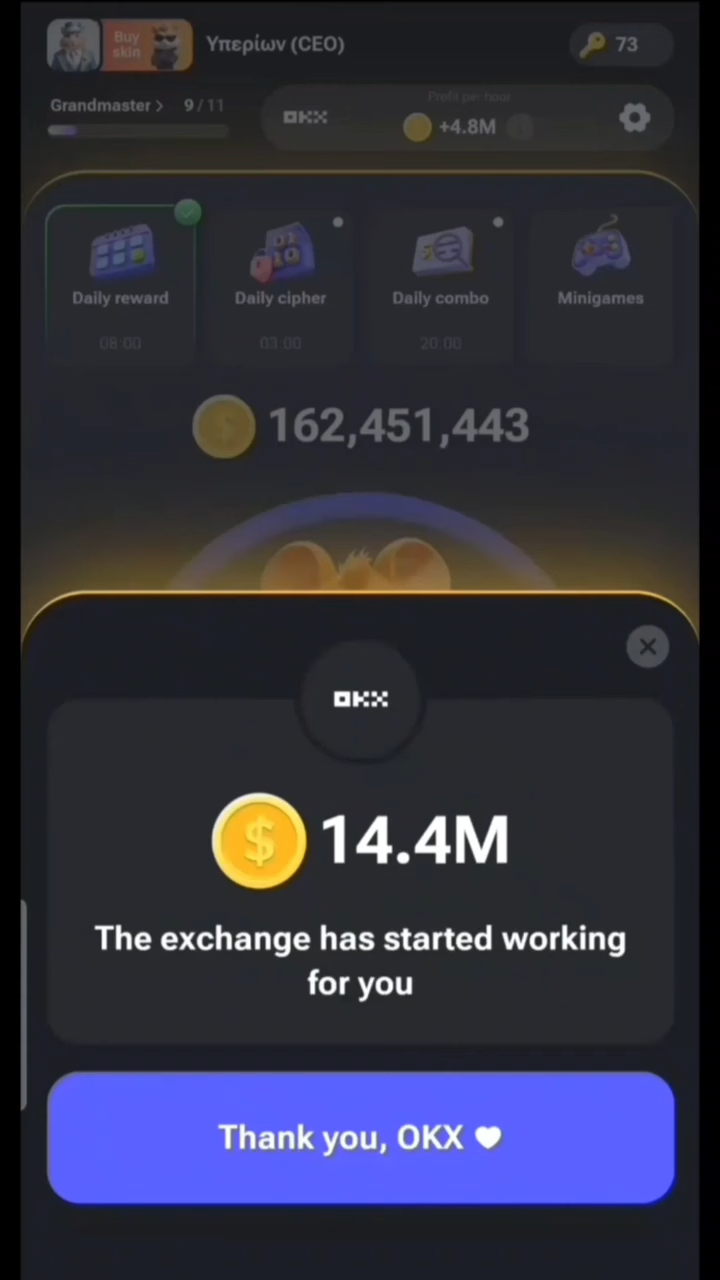 Buy
skin
Υπερίων (CEO)
73
Grandmaster >
9 / 11
OKX
Profit per hour
+4.8M
Daily reward
08:00
Daily cipher
03:00
Daily combo
20:00
Minigames
162,451,443
OKX
14.4M
The exchange has started working
for you
Thank you, OKX